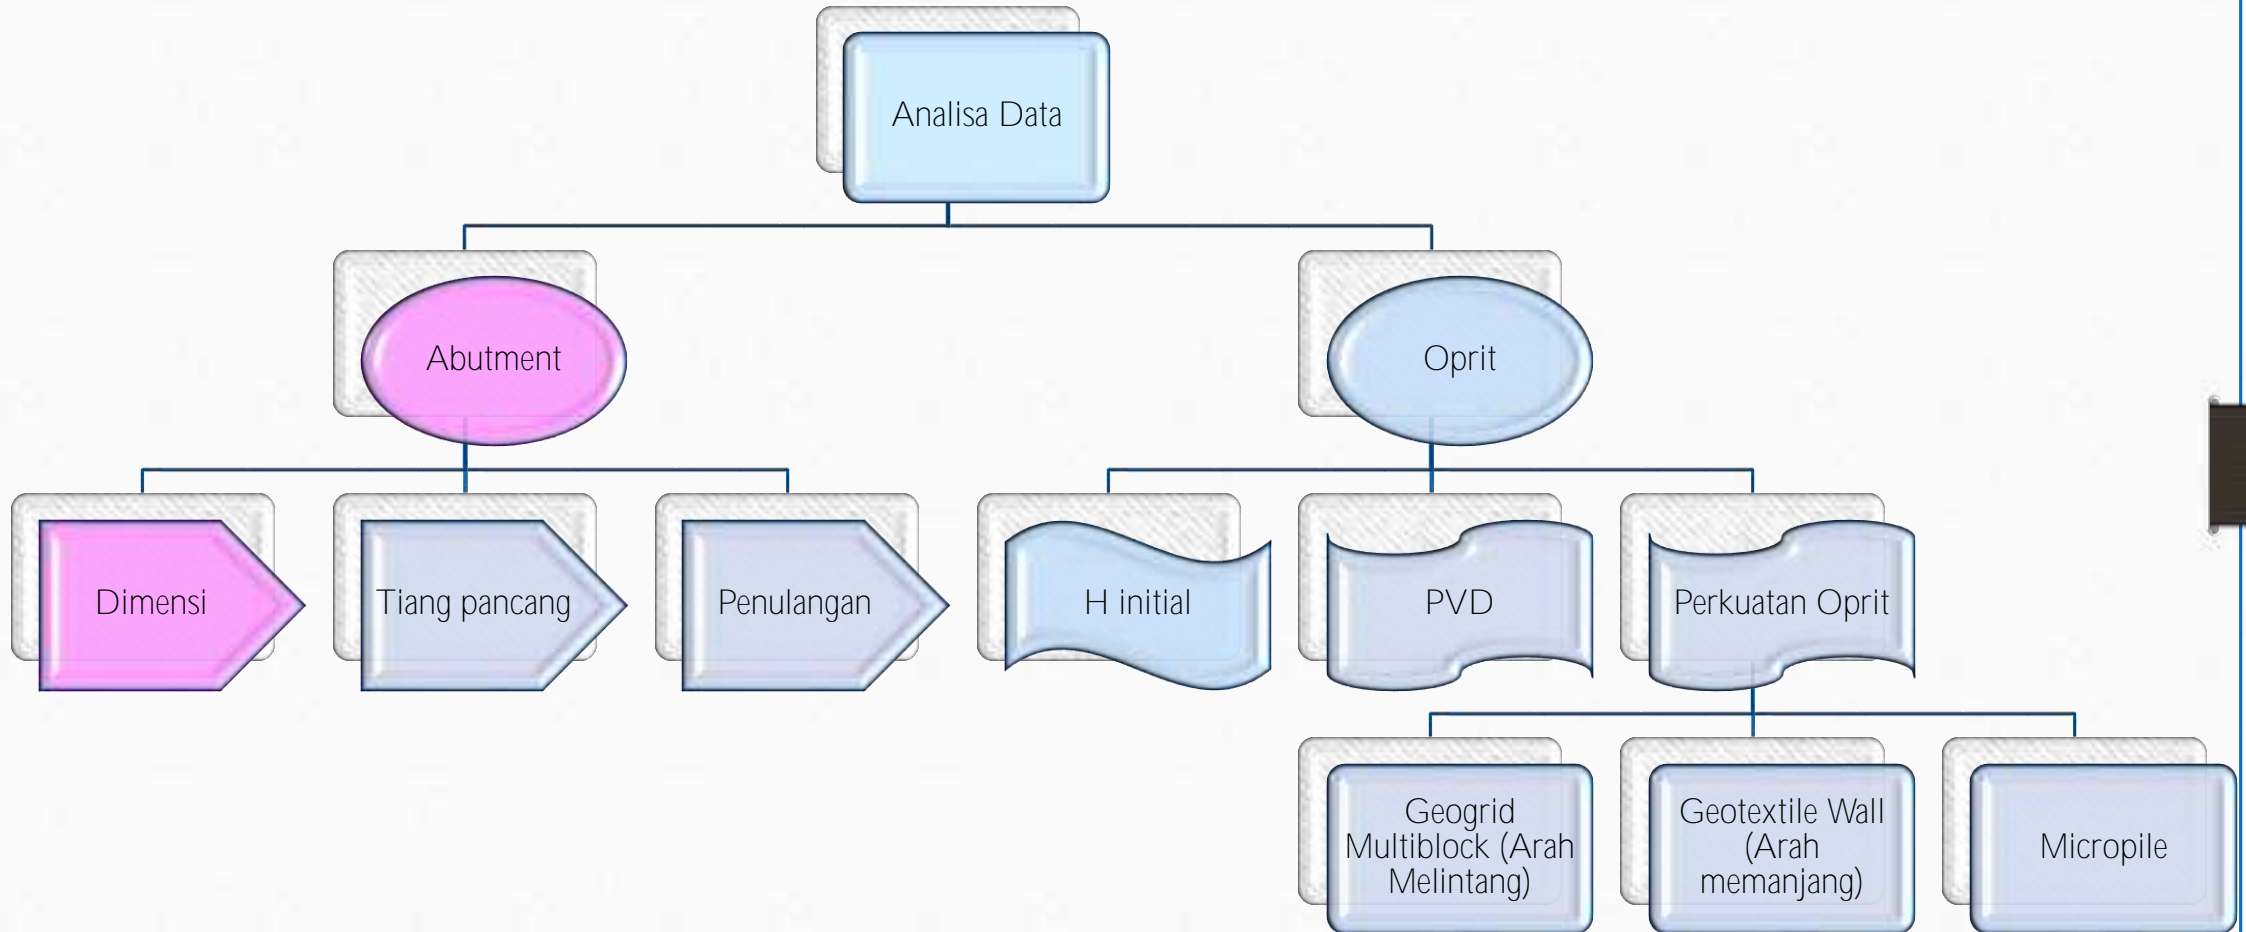 Analisa Data
Abutment
Oprit
Dimensi
Tiang pancang
Penulangan
H initial
PVD
Perkuatan Oprit
Geogrid
Multiblock (Arah
Melintang)
Geotextile Wall
(Arah
memanjang)
Micropile